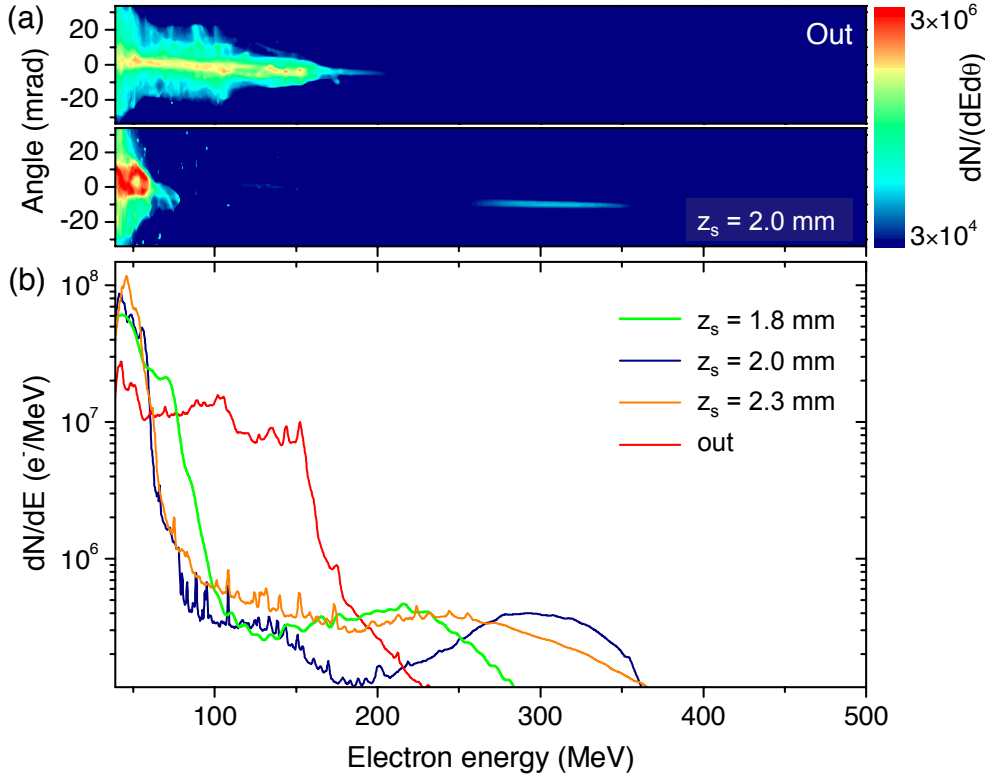 (a)
Out
20
0
-20
20
0
-20
z_s = 2.0 mm
Angle (mrad)
3×10⁶
3×10⁴
dN/(dEdθ)
(b)
10⁸
10⁷
10⁶
dN/dE (e⁻/MeV)
z_s = 1.8 mm
z_s = 2.0 mm
z_s = 2.3 mm
out
100 200 300 400 500
Electron energy (MeV)